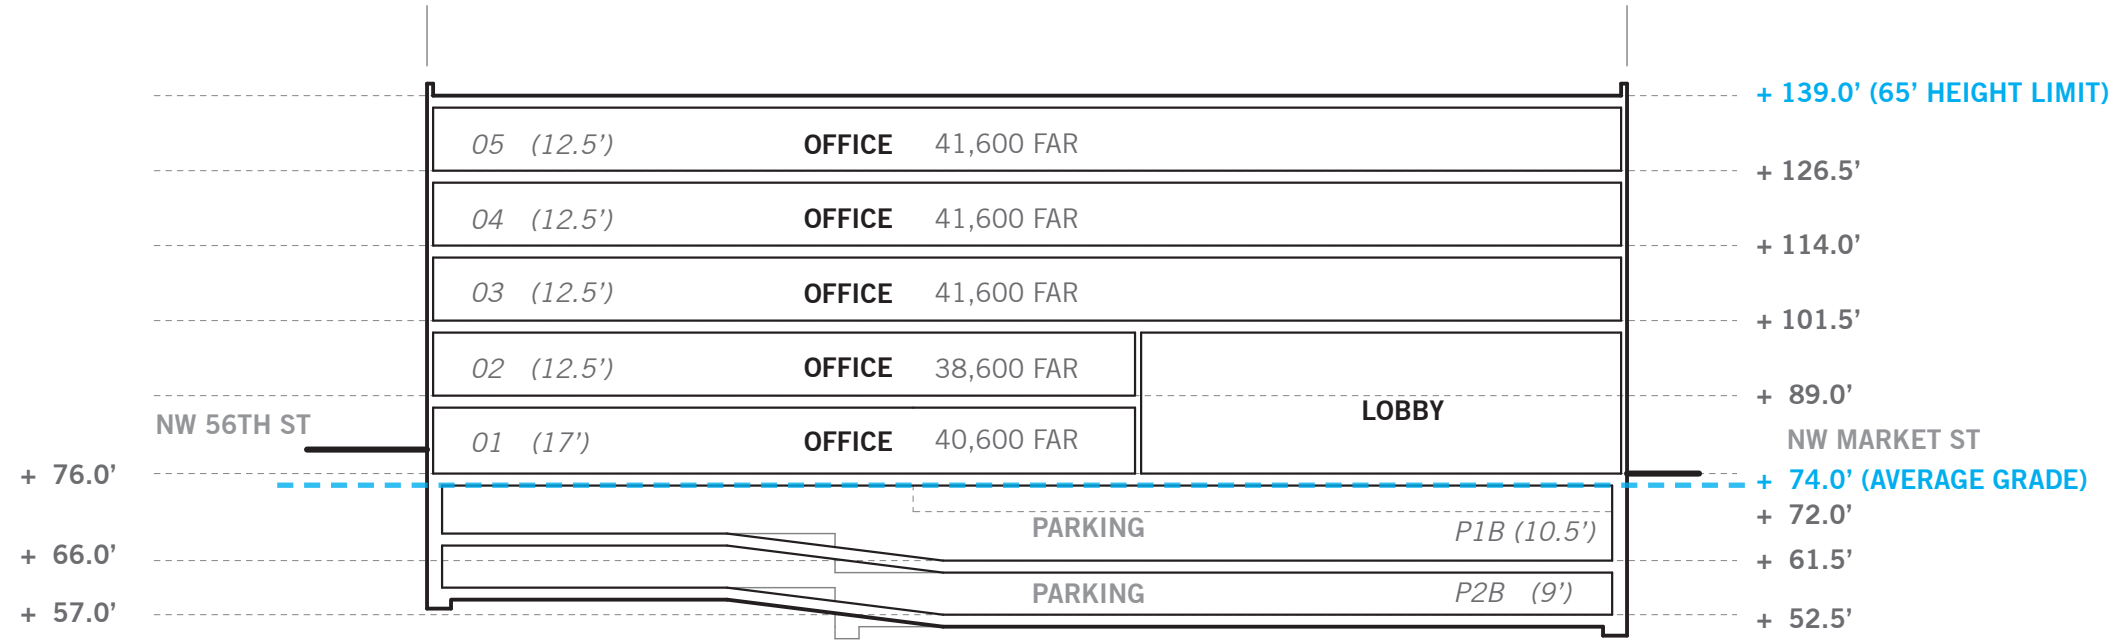 + 139.0’ (65’ HEIGHT LIMIT)
05 (12.5’) OFFICE 41,600 FAR
+ 126.5’
04 (12.5’) OFFICE 41,600 FAR
+ 114.0’
03 (12.5’) OFFICE 41,600 FAR
+ 101.5’
02 (12.5’) OFFICE 38,600 FAR
+ 89.0’
LOBBY
NW 56TH ST
01 (17’) OFFICE 40,600 FAR
NW MARKET ST
+ 76.0’
+ 74.0’ (AVERAGE GRADE)
+ 72.0’
PARKING P1B (10.5’)
+ 66.0’
+ 61.5’
PARKING P2B (9’)
+ 57.0’
+ 52.5’